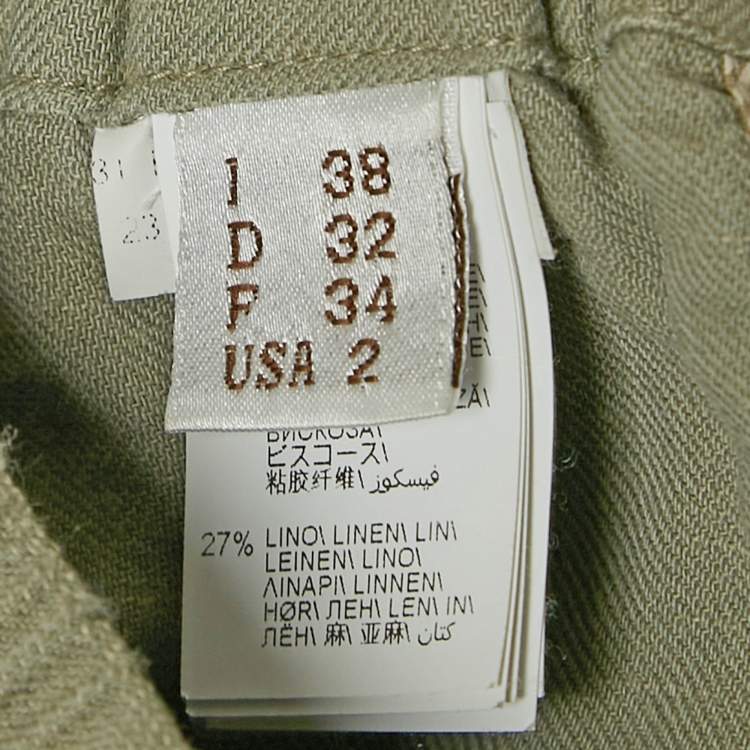 I 38
D 32
F 34
USA 2
31
23
ZĂ\
ВИСКОЗА\
ビスコース\
粘胶纤维\ فيسكوز\
27% LINO\ LINEN\ LIN\
LEINEN\ LINO\
ΛΙΝΑΡΙ\ LINNEN\
HØR\ ЛЕН\ LEN\ IN\
ЛЁН\ 麻\ 亚麻\ كتان\